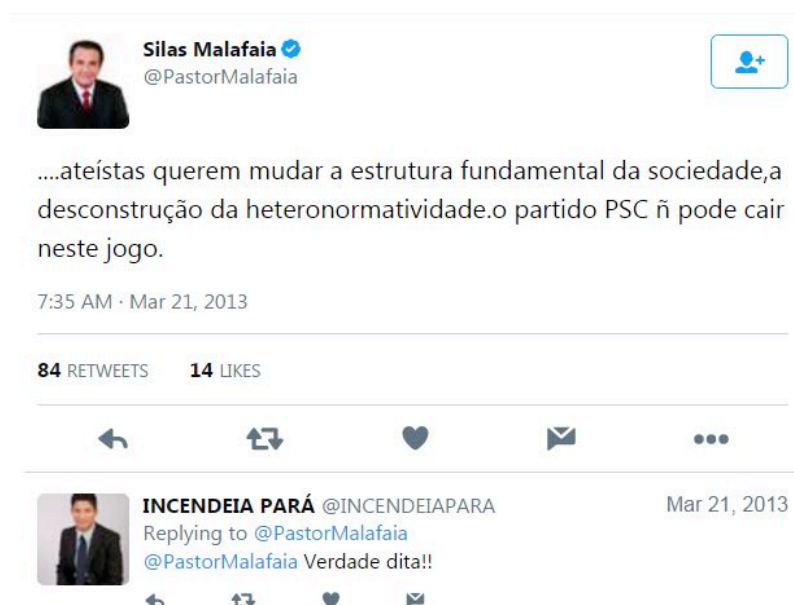 Silas Malafaia
@PastorMalafaia
....ateístas querem mudar a estrutura fundamental da sociedade,a
desconstrução da heteronormatividade.o partido PSC ñ pode cair
neste jogo.
7:35 AM · Mar 21, 2013
84 RETWEETS 14 LIKES
INCENDEIA PARÁ @INCENDEIAPARA Mar 21, 2013
Replying to @PastorMalafaia
@PastorMalafaia Verdade dita!!